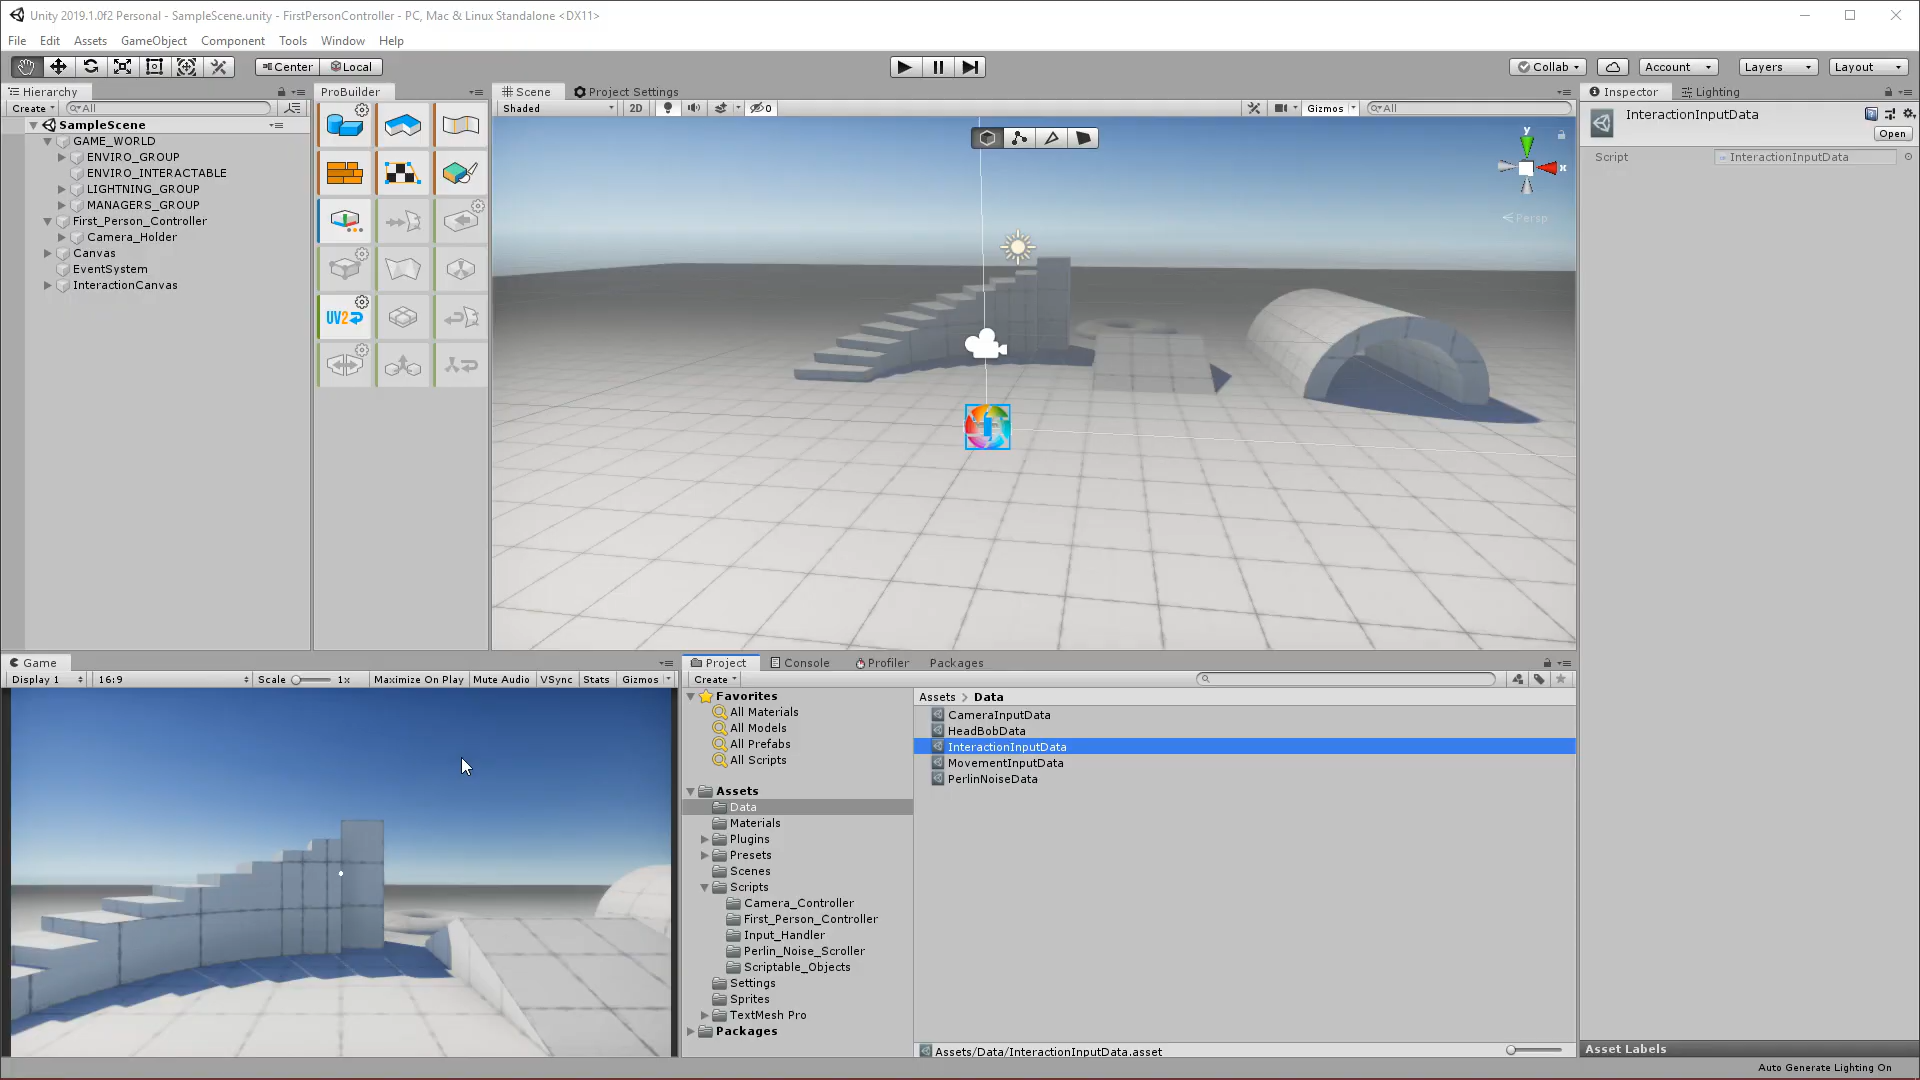 Unity 2019.1.0f2 Personal - SampleScene.unity - FirstPersonController - PC, Mac & Linux Standalone <DX11>
File Edit Assets GameObject Component Tools Window Help
Center Local
Collab Account Layers Layout
Hierarchy
Create All
SampleScene
GAME_WORLD
ENVIRO_GROUP
ENVIRO_INTERACTABLE
LIGHTNING_GROUP
MANAGERS_GROUP
First_Person_Controller
Camera_Holder
Canvas
EventSystem
InteractionCanvas
ProBuilder
UV2
Scene Project Settings
Shaded 2D 0 Gizmos All
y
x
Persp
Inspector Lighting
InteractionInputData
Open
Script InteractionInputData
Game
Display 1 16:9 Scale 1x Maximize On Play Mute Audio VSync Stats Gizmos
Project Console Profiler Packages
Create
Favorites
All Materials
All Models
All Prefabs
All Scripts
Assets
Data
Materials
Plugins
Presets
Scenes
Scripts
Camera_Controller
First_Person_Controller
Input_Handler
Perlin_Noise_Scroller
Scriptable_Objects
Settings
Sprites
TextMesh Pro
Packages
Assets > Data
CameraInputData
HeadBobData
InteractionInputData
MovementInputData
PerlinNoiseData
Assets/Data/InteractionInputData.asset
Asset Labels
Auto Generate Lighting On